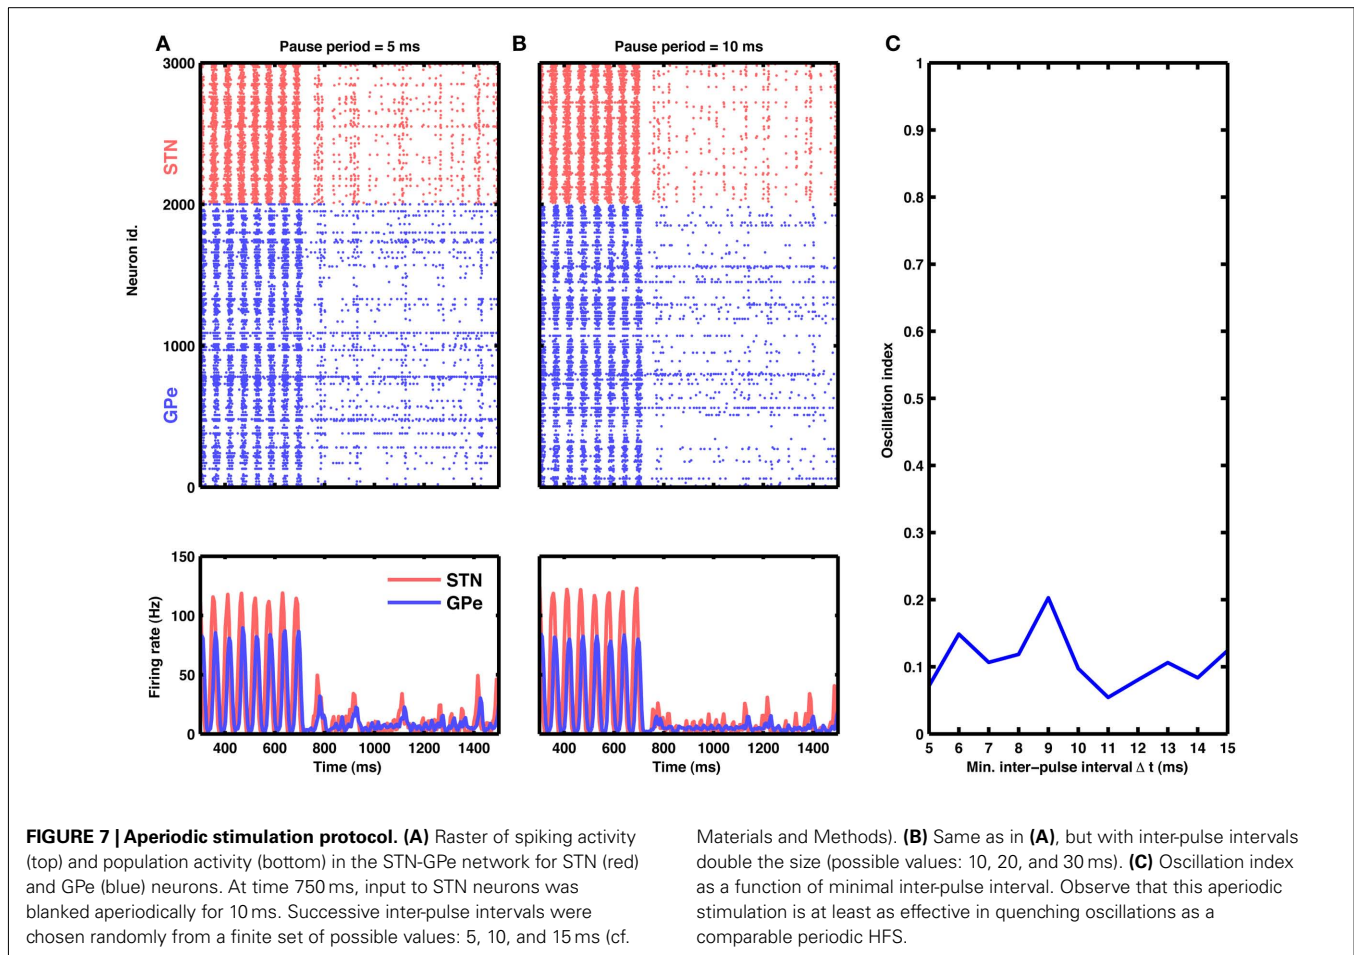 A
Pause period = 5 ms
B
Pause period = 10 ms
C
3000
2000
1000
0
Neuron id.
STN
GPe
150
100
50
0
Firing rate (Hz)
STN
GPe
400 600 800 1000 1200 1400
Time (ms)
400 600 800 1000 1200 1400
Time (ms)
1
0.9
0.8
0.7
0.6
0.5
0.4
0.3
0.2
0.1
0
Oscillation index
5 6 7 8 9 10 11 12 13 14 15
Min. inter−pulse interval Δ t (ms)
FIGURE 7 | Aperiodic stimulation protocol. (A) Raster of spiking activity
(top) and population activity (bottom) in the STN-GPe network for STN (red)
and GPe (blue) neurons. At time 750 ms, input to STN neurons was
blanked aperiodically for 10 ms. Successive inter-pulse intervals were
chosen randomly from a finite set of possible values: 5, 10, and 15 ms (cf.
Materials and Methods). (B) Same as in (A), but with inter-pulse intervals
double the size (possible values: 10, 20, and 30 ms). (C) Oscillation index
as a function of minimal inter-pulse interval. Observe that this aperiodic
stimulation is at least as effective in quenching oscillations as a
comparable periodic HFS.